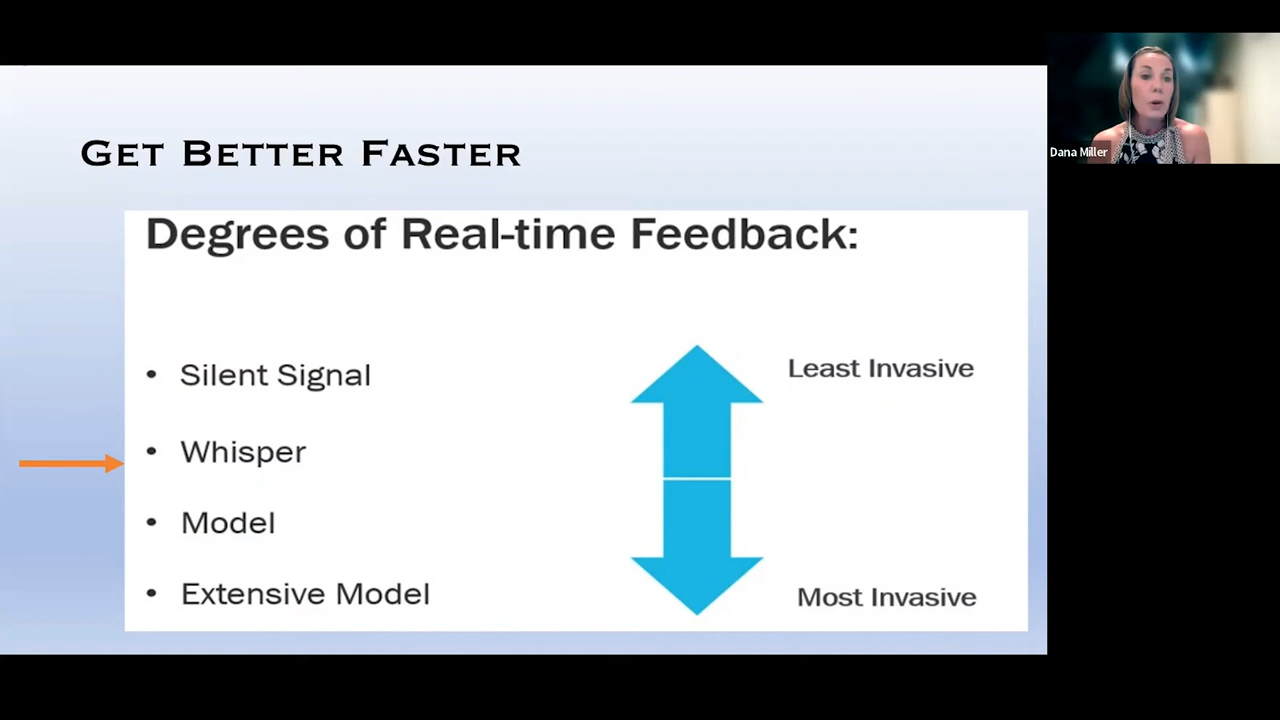 GET BETTER FASTER
Degrees of Real-time Feedback:
• Silent Signal
• Whisper
• Model
• Extensive Model
Least Invasive
Most Invasive
Dana Miller